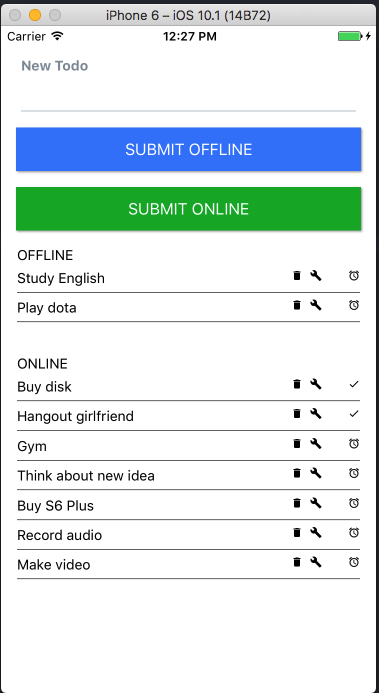 iPhone 6 – iOS 10.1 (14B72)
Carrier 12:27 PM
New Todo
SUBMIT OFFLINE
SUBMIT ONLINE
OFFLINE
Study English
Play dota
ONLINE
Buy disk
Hangout girlfriend
Gym
Think about new idea
Buy S6 Plus
Record audio
Make video